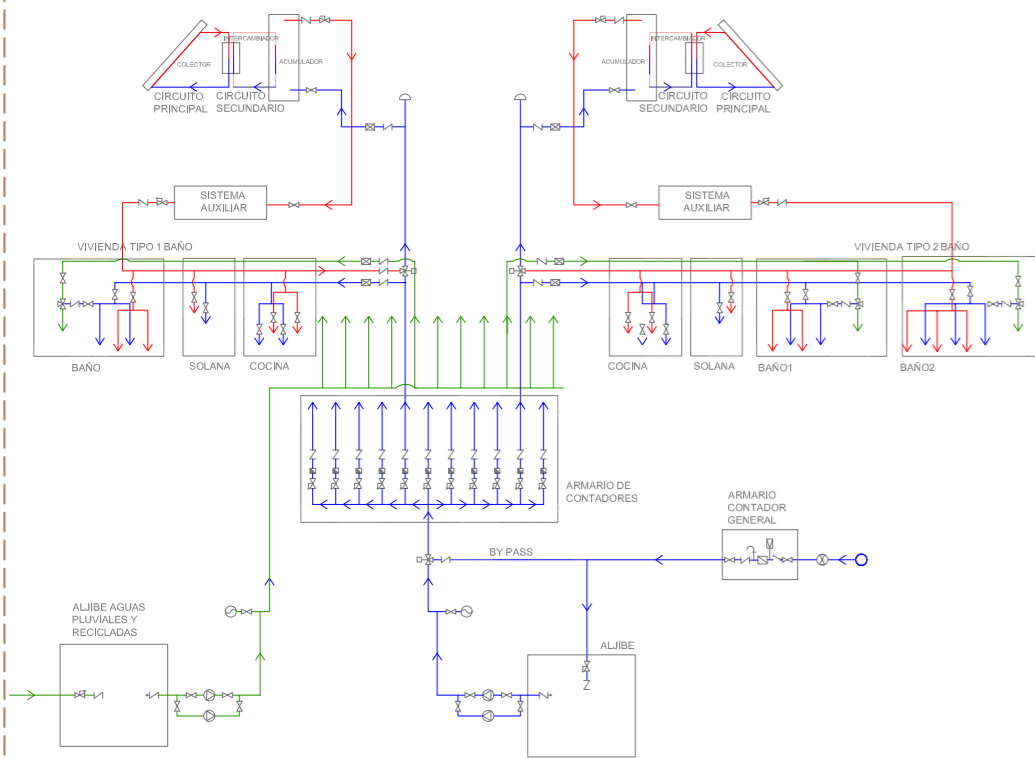 INTERCAMBIADOR
COLECTOR
ACUMULADOR
CIRCUITO
PRINCIPAL
CIRCUITO
SECUNDARIO
INTERCAMBIADOR
ACUMULADOR
COLECTOR
CIRCUITO
SECUNDARIO
CIRCUITO
PRINCIPAL
SISTEMA
AUXILIAR
SISTEMA
AUXILIAR
VIVIENDA TIPO 1 BAÑO
VIVIENDA TIPO 2 BAÑO
BAÑO
SOLANA
COCINA
COCINA
SOLANA
BAÑO1
BAÑO2
ARMARIO DE
CONTADORES
ARMARIO
CONTADOR
GENERAL
BY PASS
ALJIBE AGUAS
PLUVIALES Y
RECICLADAS
ALJIBE